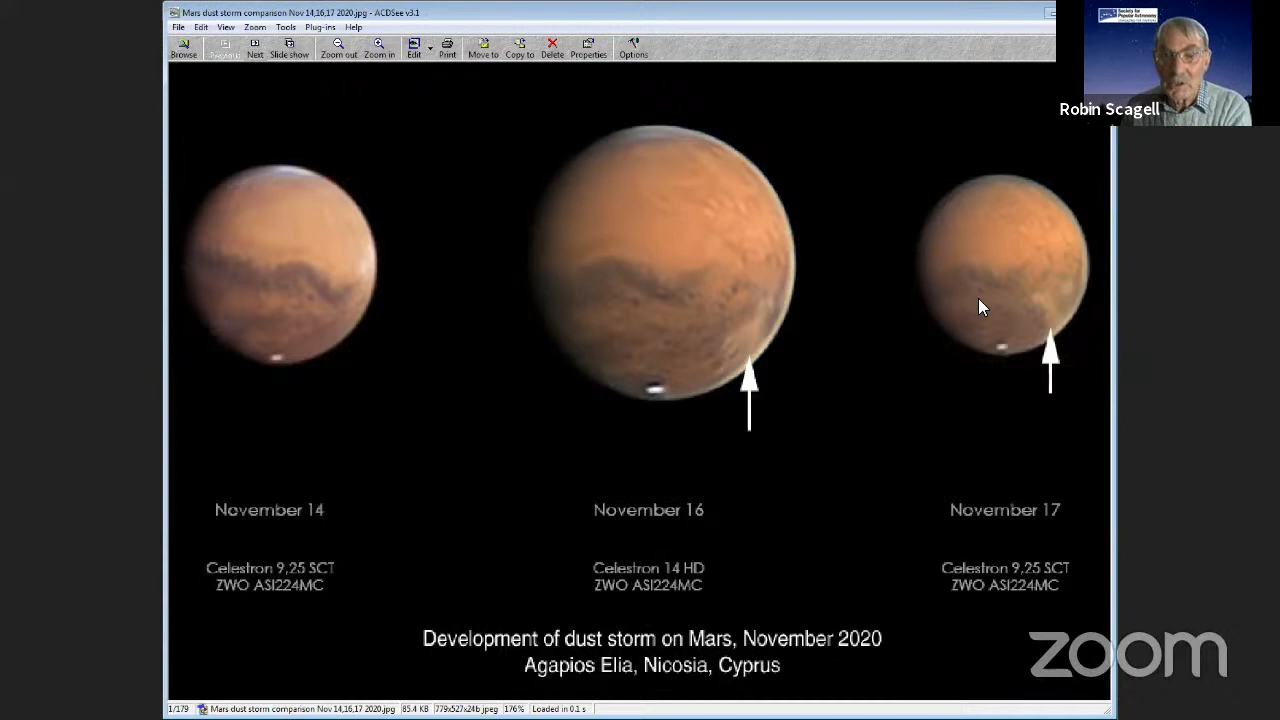 Mars dust storm comparison Nov 14,16,17 2020.jpg - ACDSee v3.1
File Edit View Zoom Tools Plug-ins Help
Browse Previous Next Slide show Zoom out Zoom in Edit Print Move to Copy to Delete Properties Options
Society for
Popular Astronomy
Robin Scagell
November 14
November 16
November 17
Celestron 9,25 SCT
ZWO ASI224MC
Celestron 14 HD
ZWO ASI224MC
Celestron 9,25 SCT
ZWO ASI224MC
Development of dust storm on Mars, November 2020
Agapios Elia, Nicosia, Cyprus
zoom
1/179 Mars dust storm comparison Nov 14,16,17 2020.jpg 85.4 KB 779x527x24b jpeg 176% Loaded in 0.1 s